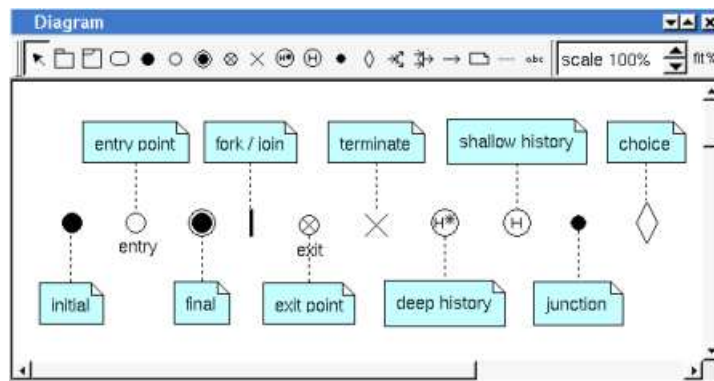 Diagram
H* H abc scale 100% fit%
entry point fork / join terminate shallow history choice
H* H
entry exit
initial final exit point deep history junction